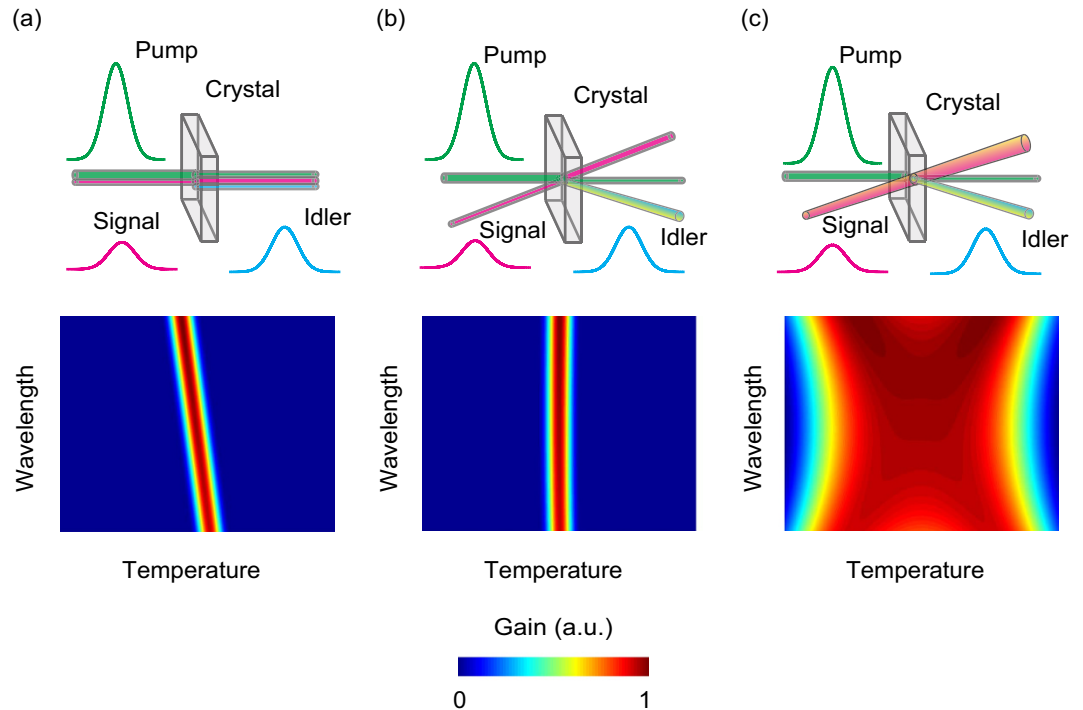 (a)
Pump
Crystal
Signal
Idler
Wavelength
Temperature
(b)
Pump
Crystal
Signal
Idler
Wavelength
Temperature
(c)
Pump
Crystal
Signal
Idler
Wavelength
Temperature
Gain (a.u.)
0
1